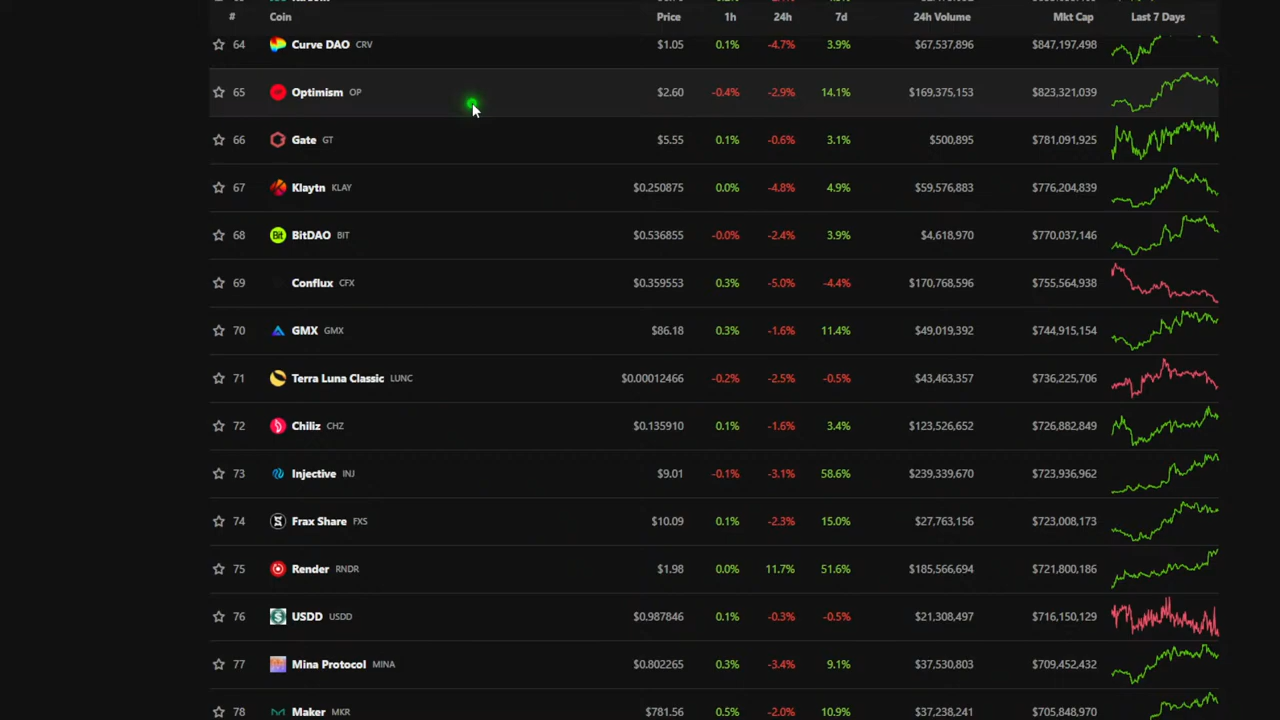 # Coin Price 1h 24h 7d 24h Volume Mkt Cap Last 7 Days
64 Curve DAO CRV $1.05 0.1% -4.7% 3.9% $67,537,896 $847,197,498
65 Optimism OP $2.60 -0.4% -2.9% 14.1% $169,375,153 $823,321,039
66 Gate GT $5.55 0.1% -0.6% 3.1% $500,895 $781,091,925
67 Klaytn KLAY $0.250875 0.0% -4.8% 4.9% $59,576,883 $776,204,839
68 Bit BitDAO BIT $0.536855 -0.0% -2.4% 3.9% $4,618,970 $770,037,146
69 Conflux CFX $0.359553 0.3% -5.0% -4.4% $170,768,596 $755,564,938
70 GMX GMX $86.18 0.3% -1.6% 11.4% $49,019,392 $744,915,154
71 Terra Luna Classic LUNC $0.00012466 -0.2% -2.5% -0.5% $43,463,357 $736,225,706
72 Chiliz CHZ $0.135910 0.1% -1.6% 3.4% $123,526,652 $726,882,849
73 Injective INJ $9.01 -0.1% -3.1% 58.6% $239,339,670 $723,936,962
74 Frax Share FXS $10.09 0.1% -2.3% 15.0% $27,763,156 $723,008,173
75 Render RNDR $1.98 0.0% 11.7% 51.6% $185,566,694 $721,800,186
76 USDD USDD $0.987846 0.1% -0.3% -0.5% $21,308,497 $716,150,129
77 Mina Protocol MINA $0.802265 0.3% -3.4% 9.1% $37,530,803 $709,452,432
78 Maker MKR $781.56 0.5% -2.0% 10.9% $37,238,241 $705,848,970